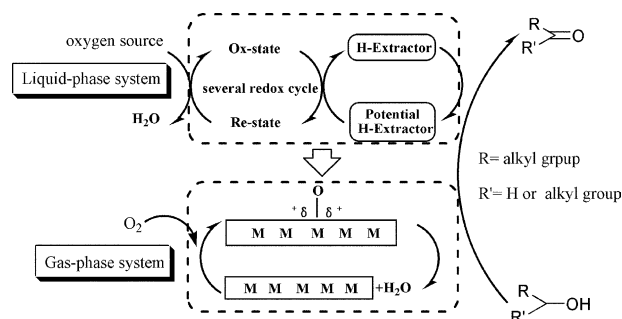 oxygen source
Ox-state
H-Extractor
Liquid-phase system
several redox cycle
H2O
Re-state
Potential
H-Extractor
R
R'
O
R= alkyl grpup
R'= H or alkyl group
O
+ δ δ +
O2
M M M M M
Gas-phase system
M M M M M +H2O
R
R'
OH